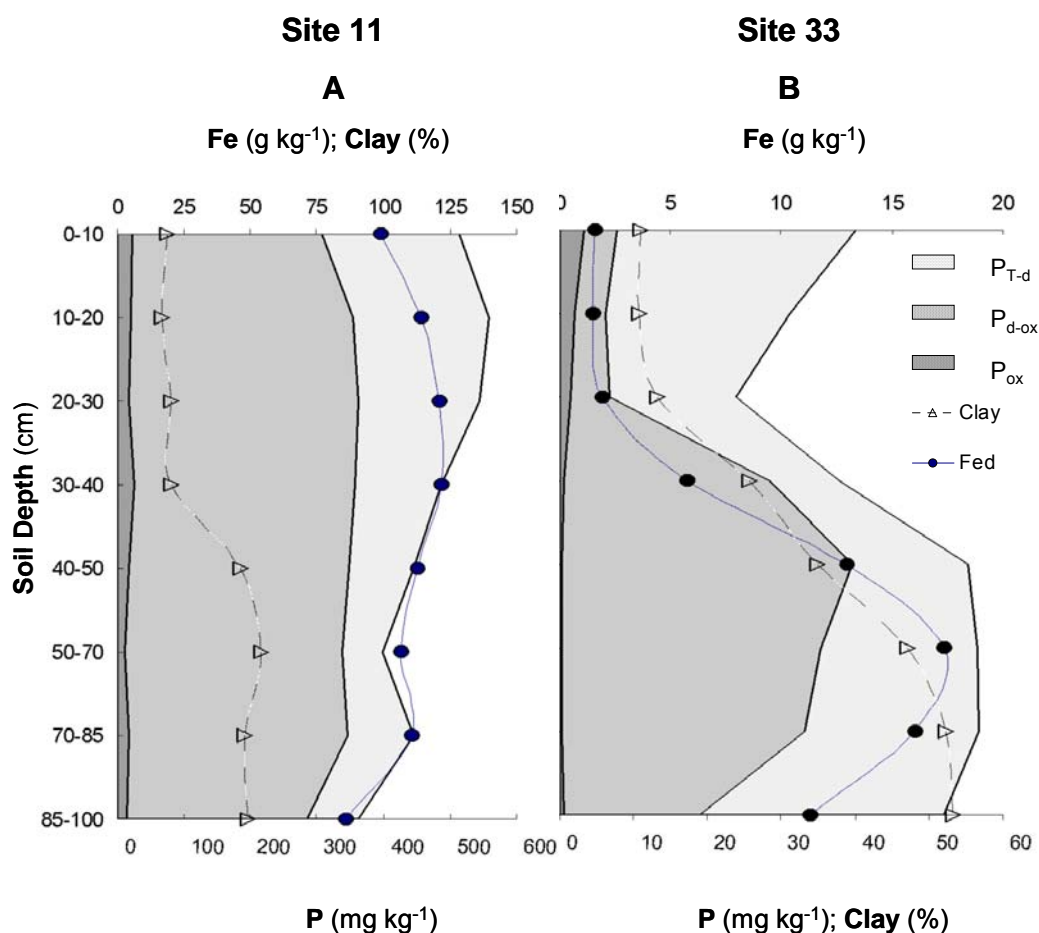 Site 11
Site 33
A
B
Fe (g kg-1); Clay (%)
Fe (g kg-1)
0 25 50 75 100 125 150
0 5 10 15 20
0-10
10-20
20-30
30-40
40-50
50-70
70-85
85-100
Soil Depth (cm)
PT-d
Pd-ox
Pox
Clay
Fed
0 100 200 400 500 600
0 10 30 40 50 60
P (mg kg-1)
P (mg kg-1); Clay (%)